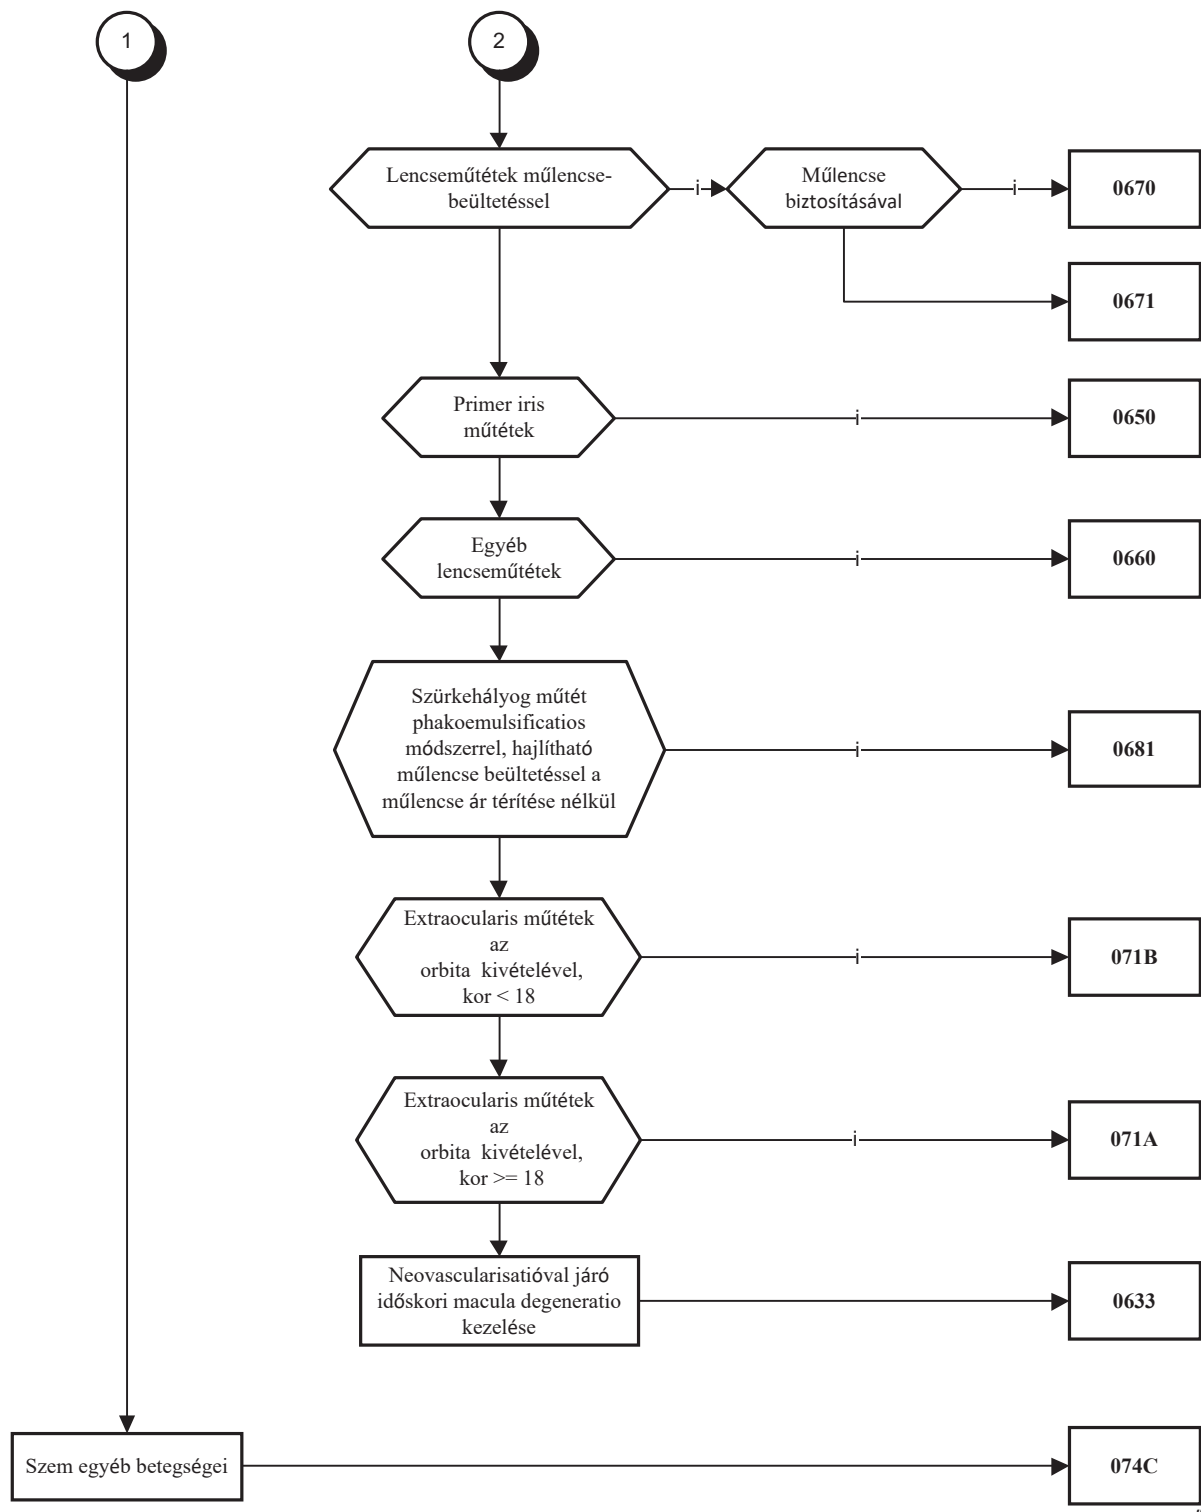 1
2
Lencseműtétek műlencse-
beültetéssel
i
Műlencse
biztosításával
i
0670
0671
Primer iris
műtétek
i
0650
Egyéb
lencseműtétek
i
0660
Szürkehályog műtét
phakoemulsificatios
módszerrel, hajlítható
műlencse beültetéssel a
műlencse ár térítése nélkül
i
0681
Extraocularis műtétek
az
orbita kivételével,
kor < 18
i
071B
Extraocularis műtétek
az
orbita kivételével,
kor >= 18
i
071A
Neovascularisatióval járó
időskori macula degeneratio
kezelése
0633
Szem egyéb betegségei
074C